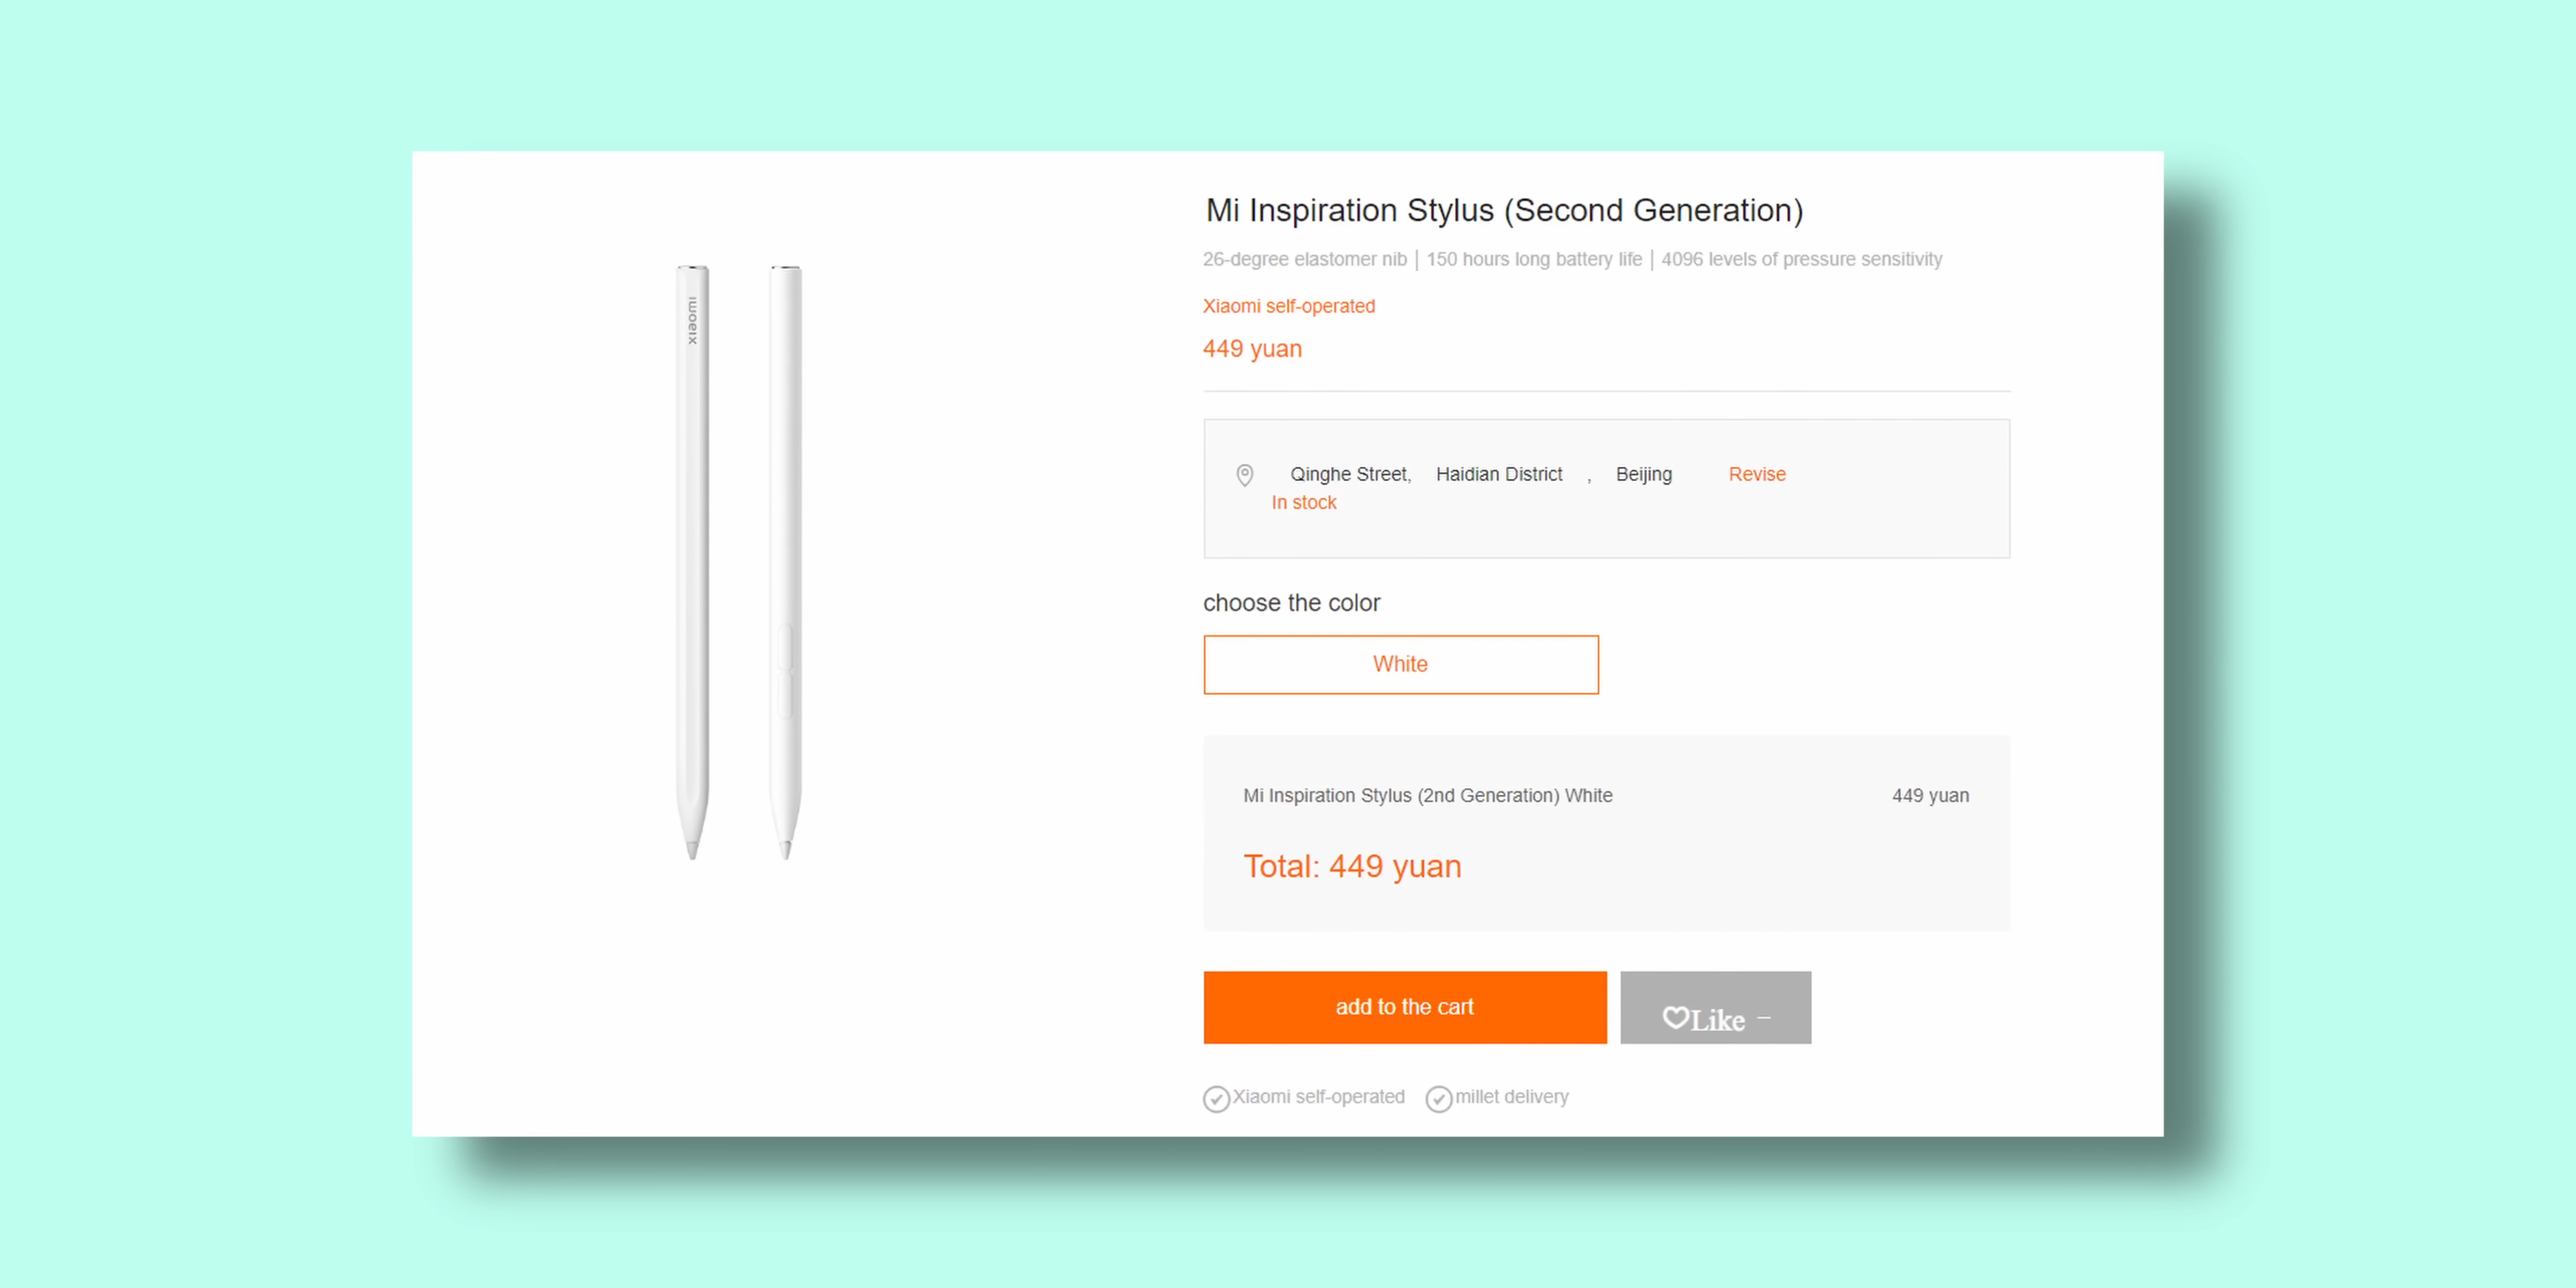 xiaomi
Mi Inspiration Stylus (Second Generation)
26-degree elastomer nib | 150 hours long battery life | 4096 levels of pressure sensitivity
Xiaomi self-operated
449 yuan
Qinghe Street, Haidian District , Beijing Revise
In stock
choose the color
White
Mi Inspiration Stylus (2nd Generation) White 449 yuan
Total: 449 yuan
add to the cart
Like –
Xiaomi self-operated millet delivery